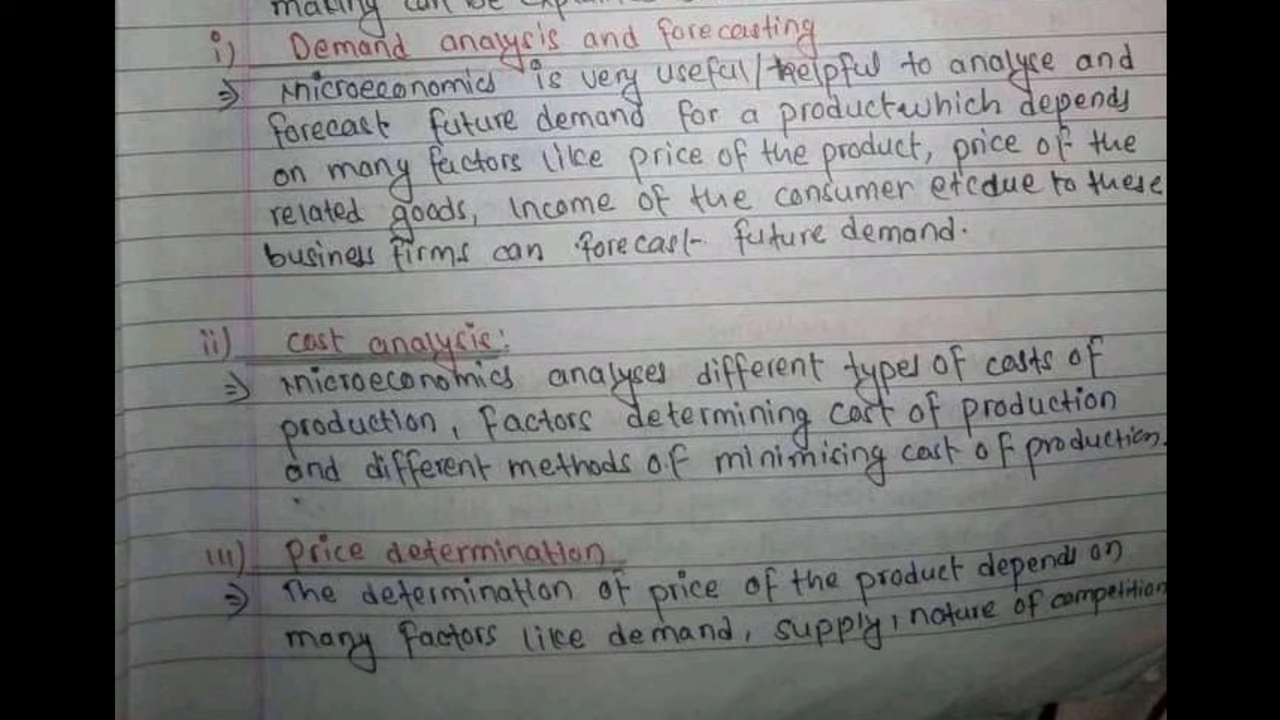 making can be explained
i) Demand analysis and forecasting
⇒ Microeconomics is very useful/helpful to analyse and
forecast future demand for a product which depends
on many factors like price of the product, price of the
related goods, Income of the consumer etc due to these
business firms can forecast future demand.
ii) cost analysis:
⇒ Microeconomics analyses different types of costs of
production, factors determining cost of production
and different methods of minimising cost of production.
iii) Price determination
⇒ The determination of price of the product depends on
many factors like demand, supply, nature of competition